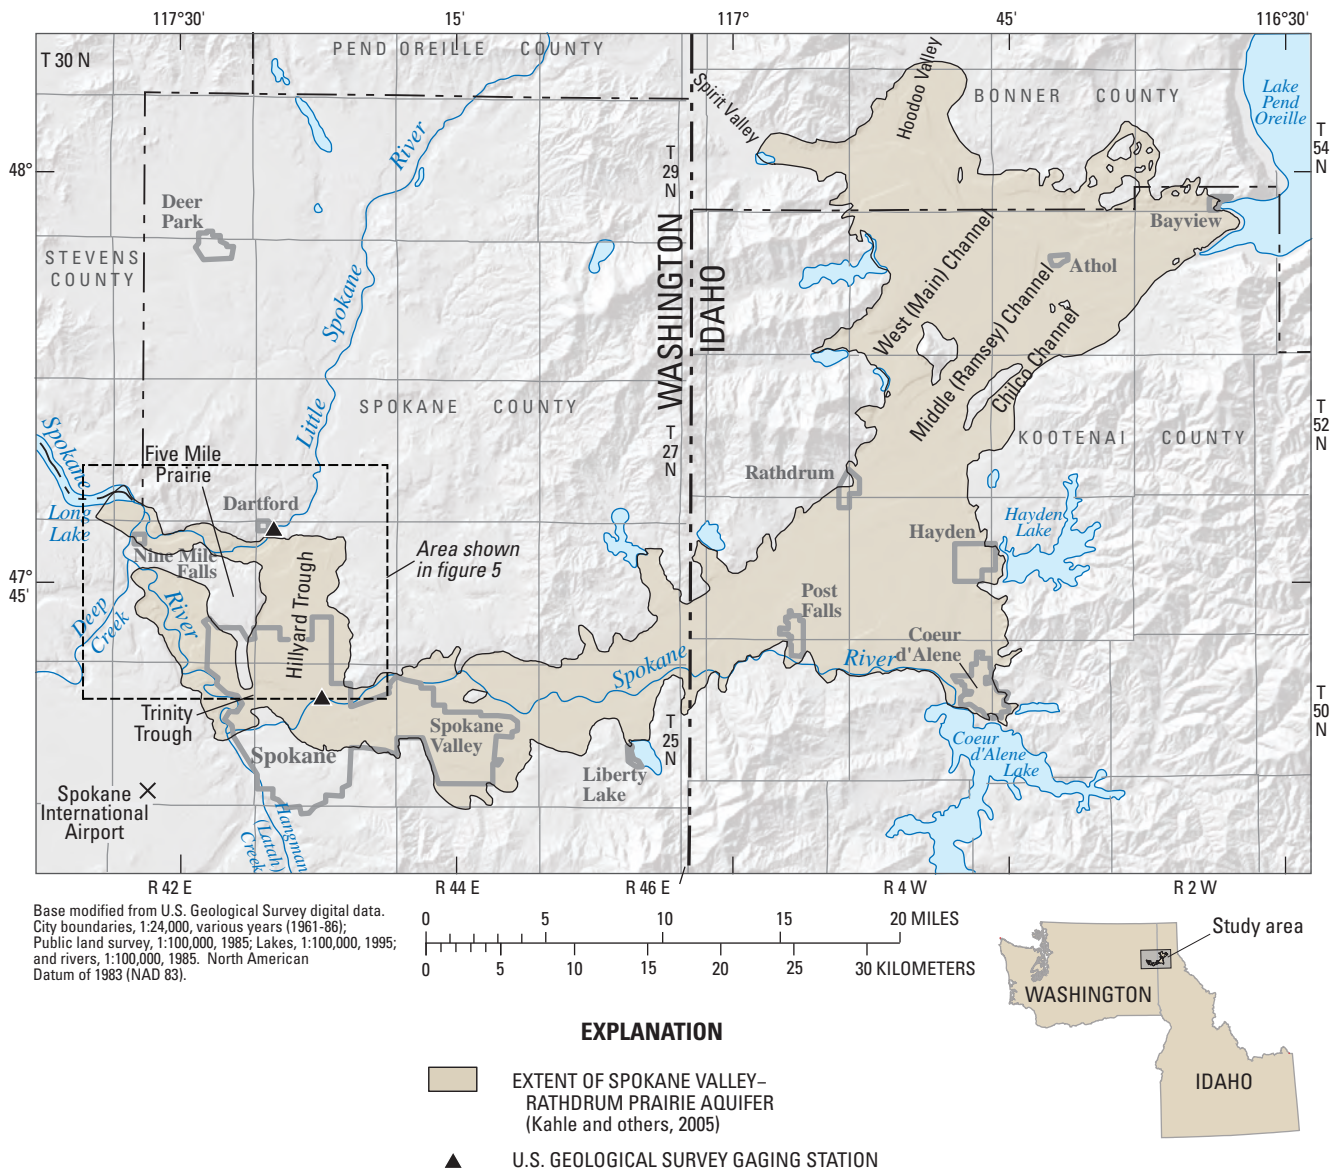 117°30'
15'
117°
45'
116°30'
T 30 N
PEND OREILLE COUNTY
Spirit Valley
Hoodoo Valley
BONNER COUNTY
Lake
Pend
Oreille
T
54
N
48°
River
T
29
N
Deer
Park
Bayview
STEVENS
COUNTY
WASHINGTON
IDAHO
Athol
Spokane
West (Main) Channel
Middle (Ramsey) Channel
Chilco Channel
SPOKANE COUNTY
Little
T
52
N
Spokane
T
27
N
KOOTENAI COUNTY
Five Mile
Prairie
Rathdrum
Dartford
Long
Lake
Hayden
Hayden
Lake
Nine Mile
Falls
Area shown
in figure 5
47°
45'
Hillyard Trough
Post
Falls
Deep
Creek
River
Coeur
d'Alene
Spokane
River
Trinity
Trough
T
50
N
Spokane
Spokane
Valley
T
25
N
Coeur
d'Alene
Lake
Liberty
Lake
Spokane
International
Airport
Hangman
(Latah)
Creek
R 42 E
R 44 E
R 46 E
R 4 W
R 2 W
Base modified from U.S. Geological Survey digital data.
City boundaries, 1:24,000, various years (1961-86);
Public land survey, 1:100,000, 1985; Lakes, 1:100,000, 1995;
and rivers, 1:100,000, 1985. North American
Datum of 1983 (NAD 83).
0 5 10 15 20 MILES
0 5 10 15 20 25 30 KILOMETERS
Study area
WASHINGTON
IDAHO
EXPLANATION
EXTENT OF SPOKANE VALLEY–
RATHDRUM PRAIRIE AQUIFER
(Kahle and others, 2005)
U.S. GEOLOGICAL SURVEY GAGING STATION